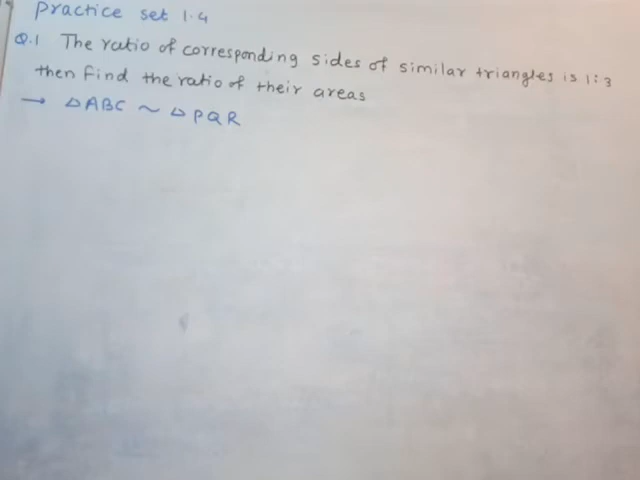 Practice set 1.4
Q.1 The ratio of corresponding sides of similar triangles is 1:3
then find the ratio of their areas
→ △ABC ~ △PQR